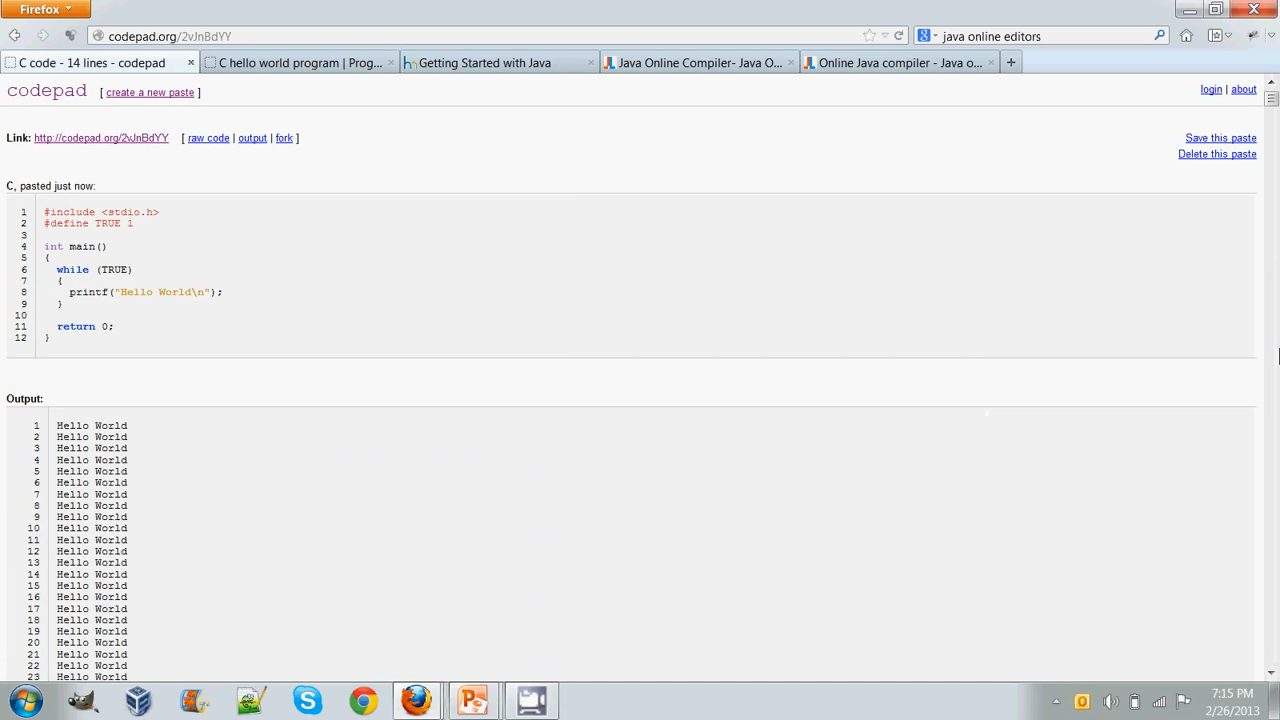 Firefox
codepad.org/2vJnBdYY
java online editors
C code - 14 lines - codepad
C hello world program | Prog...
Getting Started with Java
Java Online Compiler- Java O...
Online Java compiler - Java o...
codepad [ create a new paste ]
login | about
Link: http://codepad.org/2vJnBdYY [ raw code | output | fork ]
Save this paste
Delete this paste
C, pasted just now:
1 #include <stdio.h>
2 #define TRUE 1
3
4 int main()
5 {
6 while (TRUE)
7 {
8 printf("Hello World\n");
9 }
10
11 return 0;
12 }
Output:
1 Hello World
2 Hello World
3 Hello World
4 Hello World
5 Hello World
6 Hello World
7 Hello World
8 Hello World
9 Hello World
10 Hello World
11 Hello World
12 Hello World
13 Hello World
14 Hello World
15 Hello World
16 Hello World
17 Hello World
18 Hello World
19 Hello World
20 Hello World
21 Hello World
22 Hello World
23 Hello World
7:15 PM
2/26/2013